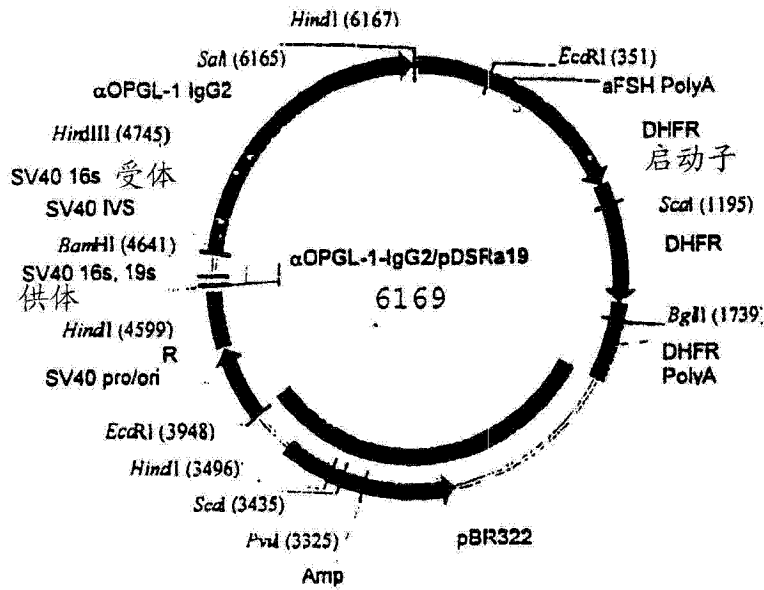 HindI (6167)
SalI (6165)
EcoRI (351)
aFSH PolyA
αOPGL-1 IgG2
HindIII (4745)
DHFR
启动子
SV40 16s 受体
SV40 IVS
ScaI (1195)
BamHI (4641)
αOPGL-1-IgG2/pDSRa19
DHFR
SV40 16s, 19s
供体
6169
HindI (4599)
BglII (1739)
R
DHFR
PolyA
SV40 pro/ori
EcoRI (3948)
HindI (3496)
ScaI (3435)
PvuI (3325)
pBR322
Amp